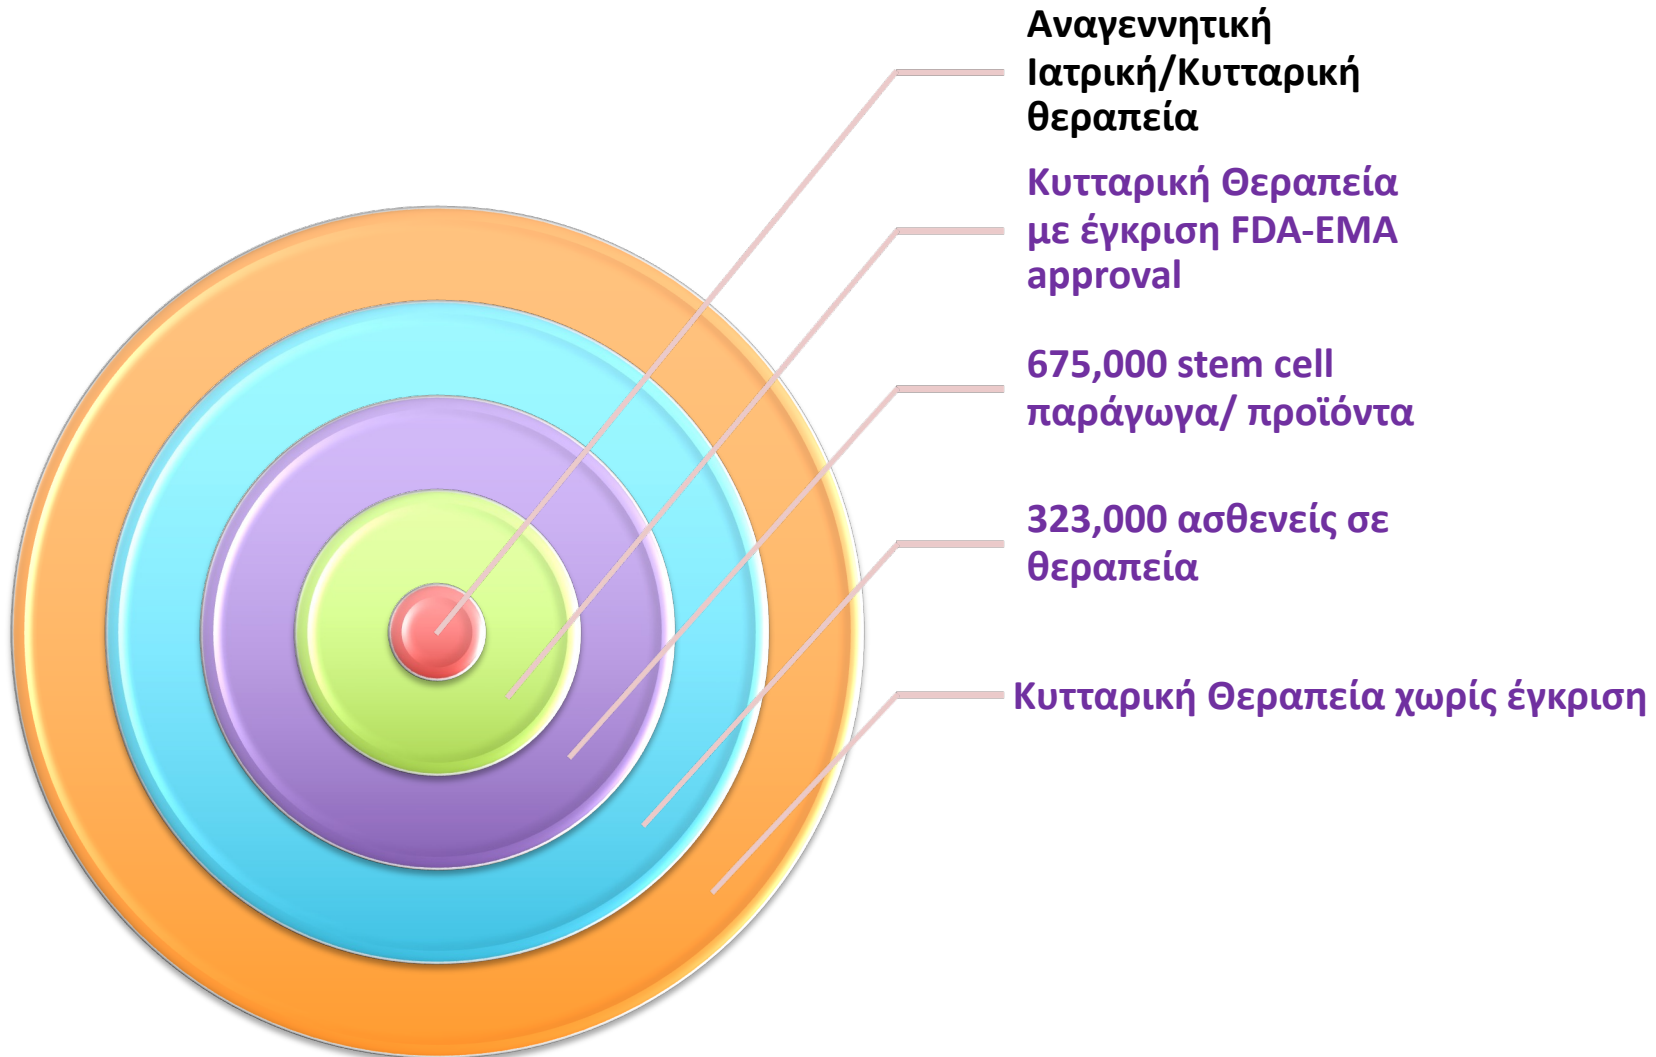 Αναγεννητική
Ιατρική/Κυτταρική
θεραπεία
Κυτταρική Θεραπεία
με έγκριση FDA-EMA
approval
675,000 stem cell
παράγωγα/ προϊόντα
323,000 ασθενείς σε
θεραπεία
Κυτταρική Θεραπεία χωρίς έγκριση